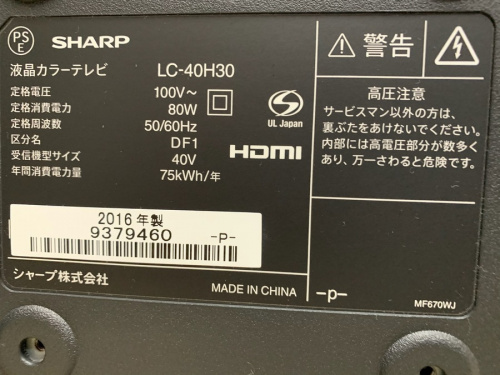 PS
E
SHARP
液晶カラーテレビ LC-40H30
定格電圧 100V～
定格消費電力 80W
定格周波数 50/60Hz
区分名 DF1
受信機型サイズ 40V
年間消費電力量 75kWh/年
UL Japan
HDMI
2016年製
9379460 -P-
シャープ株式会社
MADE IN CHINA
警告
高圧注意
サービスマン以外の方は、
裏ぶたをあけないでください。
内部には高電圧部分が数多く
あり、万一さわると危険です。
-p-
MF670WJ